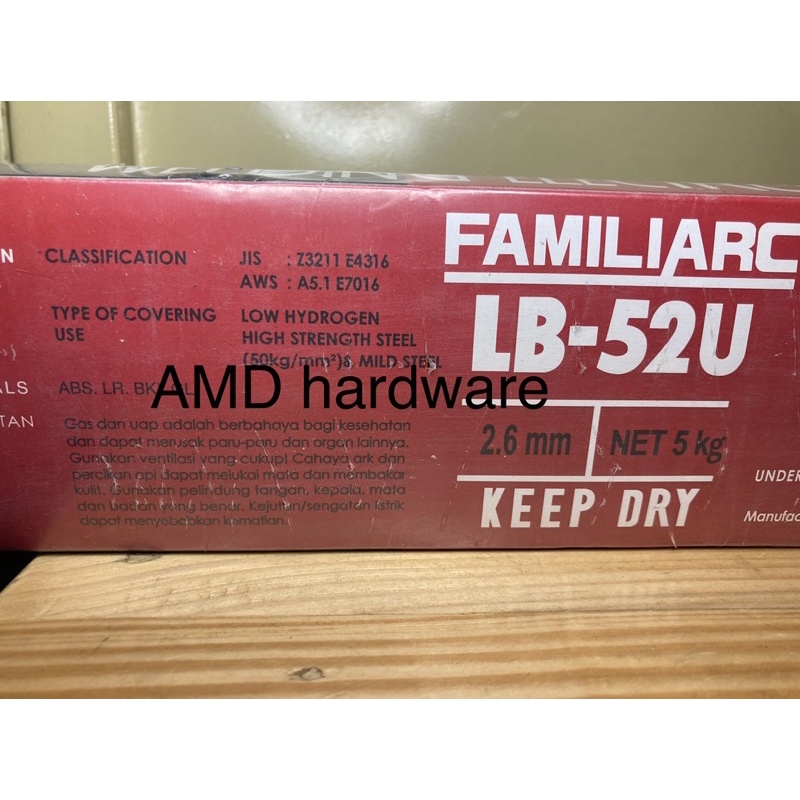 FAMILIARC
LB-52U
2.6 mm NET 5 kg
KEEP DRY
CLASSIFICATION JIS : Z3211 E4316
AWS : A5.1 E7016
TYPE OF COVERING LOW HYDROGEN
USE HIGH STRENGTH STEEL
(50kg/mm²)& MILD STEEL
ABS. LR.
AMD hardware
Gas dan uap adalah berbahaya bagi kesehatan
dan dapat merusak paru-paru dan organ lainnya.
Gunakan ventilasi yang cukup! Cahaya ark dan
percikan api dapat melukai mata dan membakar
kulit. Gunakan pelindung tangan, kepala, mata
dan badan yang benar. Kejutan/sengatan listrik
dapat menyebabkan kematian.
N
ALS
TAN
UNDER
Manufac